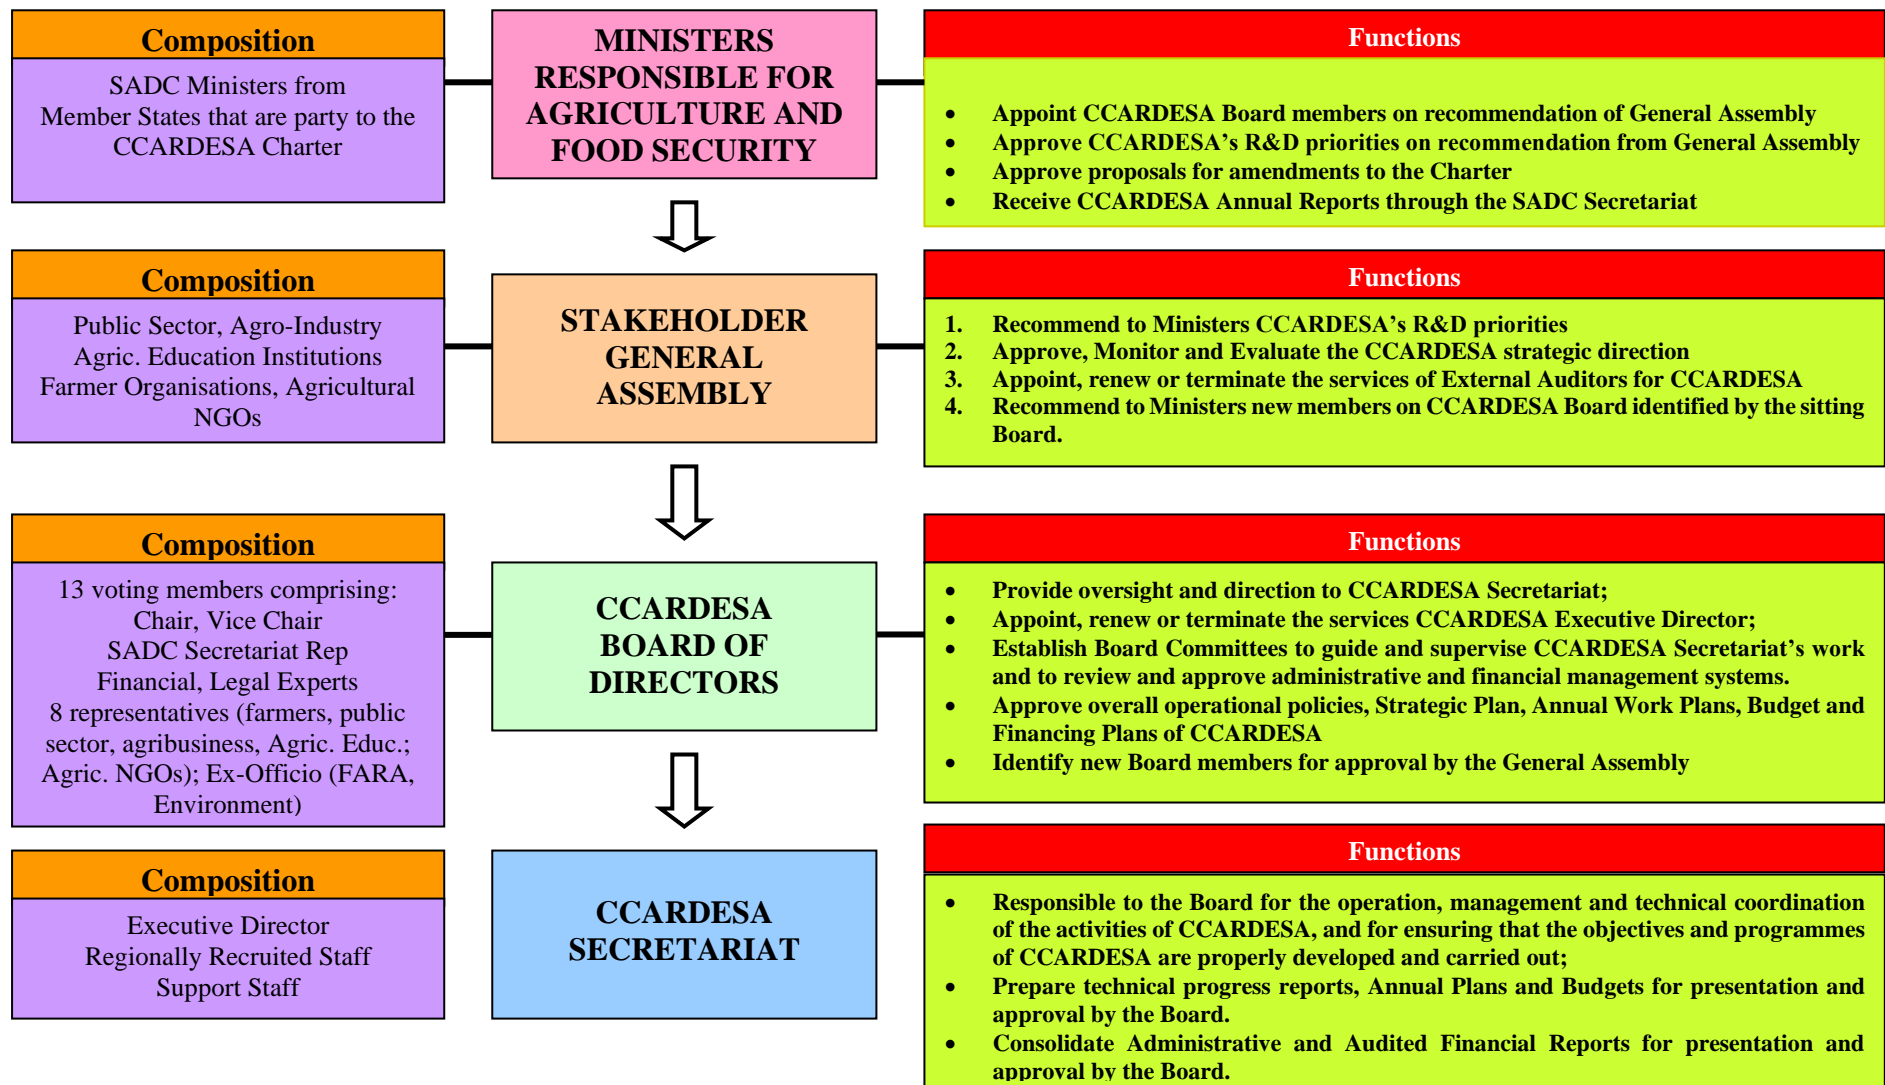 Composition
SADC Ministers from
Member States that are party to the
CCARDESA Charter
MINISTERS
RESPONSIBLE FOR
AGRICULTURE AND
FOOD SECURITY
Functions
• Appoint CCARDESA Board members on recommendation of General Assembly
• Approve CCARDESA’s R&D priorities on recommendation from General Assembly
• Approve proposals for amendments to the Charter
• Receive CCARDESA Annual Reports through the SADC Secretariat
Composition
Public Sector, Agro-Industry
Agric. Education Institutions
Farmer Organisations, Agricultural
NGOs
STAKEHOLDER
GENERAL
ASSEMBLY
Functions
1. Recommend to Ministers CCARDESA’s R&D priorities
2. Approve, Monitor and Evaluate the CCARDESA strategic direction
3. Appoint, renew or terminate the services of External Auditors for CCARDESA
4. Recommend to Ministers new members on CCARDESA Board identified by the sitting
Board.
Composition
13 voting members comprising:
Chair, Vice Chair
SADC Secretariat Rep
Financial, Legal Experts
8 representatives (farmers, public
sector, agribusiness, Agric. Educ.;
Agric. NGOs); Ex-Officio (FARA,
Environment)
CCARDESA
BOARD OF
DIRECTORS
Functions
• Provide oversight and direction to CCARDESA Secretariat;
• Appoint, renew or terminate the services CCARDESA Executive Director;
• Establish Board Committees to guide and supervise CCARDESA Secretariat’s work
and to review and approve administrative and financial management systems.
• Approve overall operational policies, Strategic Plan, Annual Work Plans, Budget and
Financing Plans of CCARDESA
• Identify new Board members for approval by the General Assembly
Composition
Executive Director
Regionally Recruited Staff
Support Staff
CCARDESA
SECRETARIAT
Functions
• Responsible to the Board for the operation, management and technical coordination
of the activities of CCARDESA, and for ensuring that the objectives and programmes
of CCARDESA are properly developed and carried out;
• Prepare technical progress reports, Annual Plans and Budgets for presentation and
approval by the Board.
• Consolidate Administrative and Audited Financial Reports for presentation and
approval by the Board.